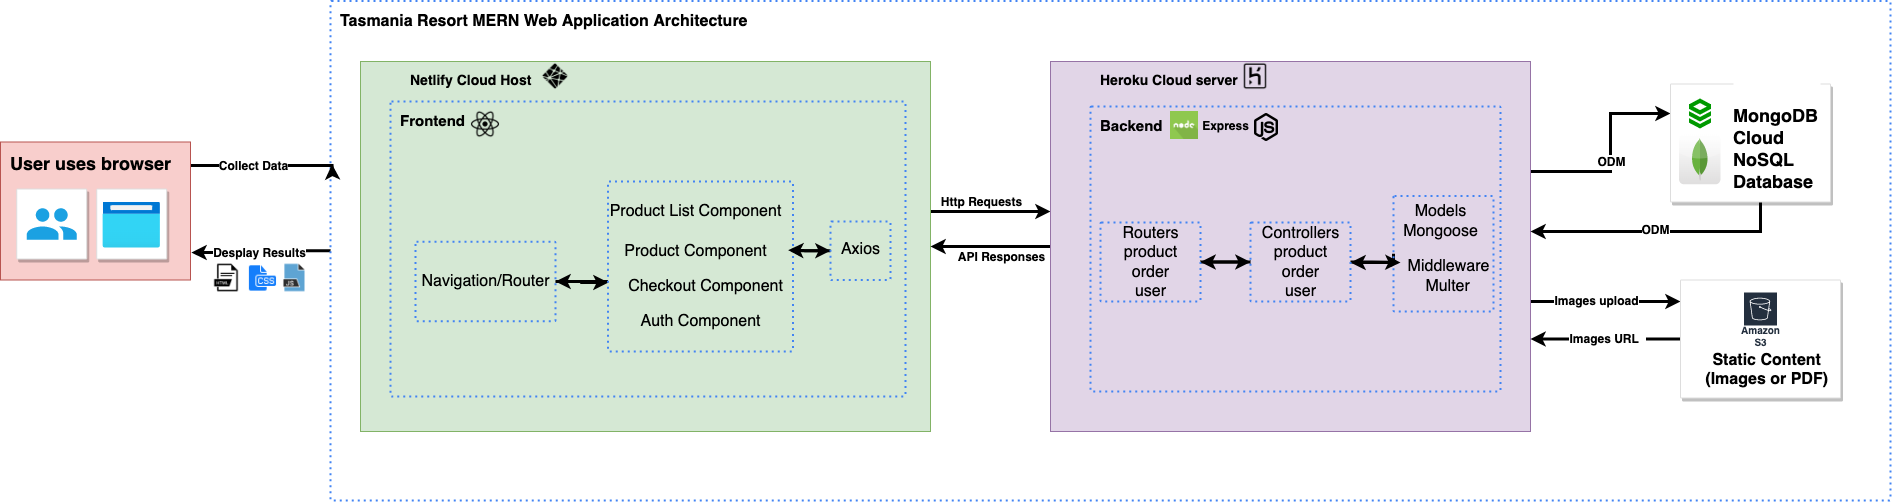 Tasmania Resort MERN Web Application Architecture
User uses browser
Collect Data
Desplay Results
HTML
CSS
JS
Netlify Cloud Host
Frontend
Navigation/Router
Product List Component
Product Component
Checkout Component
Auth Component
Axios
Http Requests
API Responses
Heroku Cloud server
Backend
node
Express
JS
Routers
product
order
user
Controllers
product
order
user
Models
Mongoose
Middleware
Multer
ODM
ODM
MongoDB
Cloud
NoSQL
Database
Images upload
Images URL
Amazon
S3
Static Content
(Images or PDF)